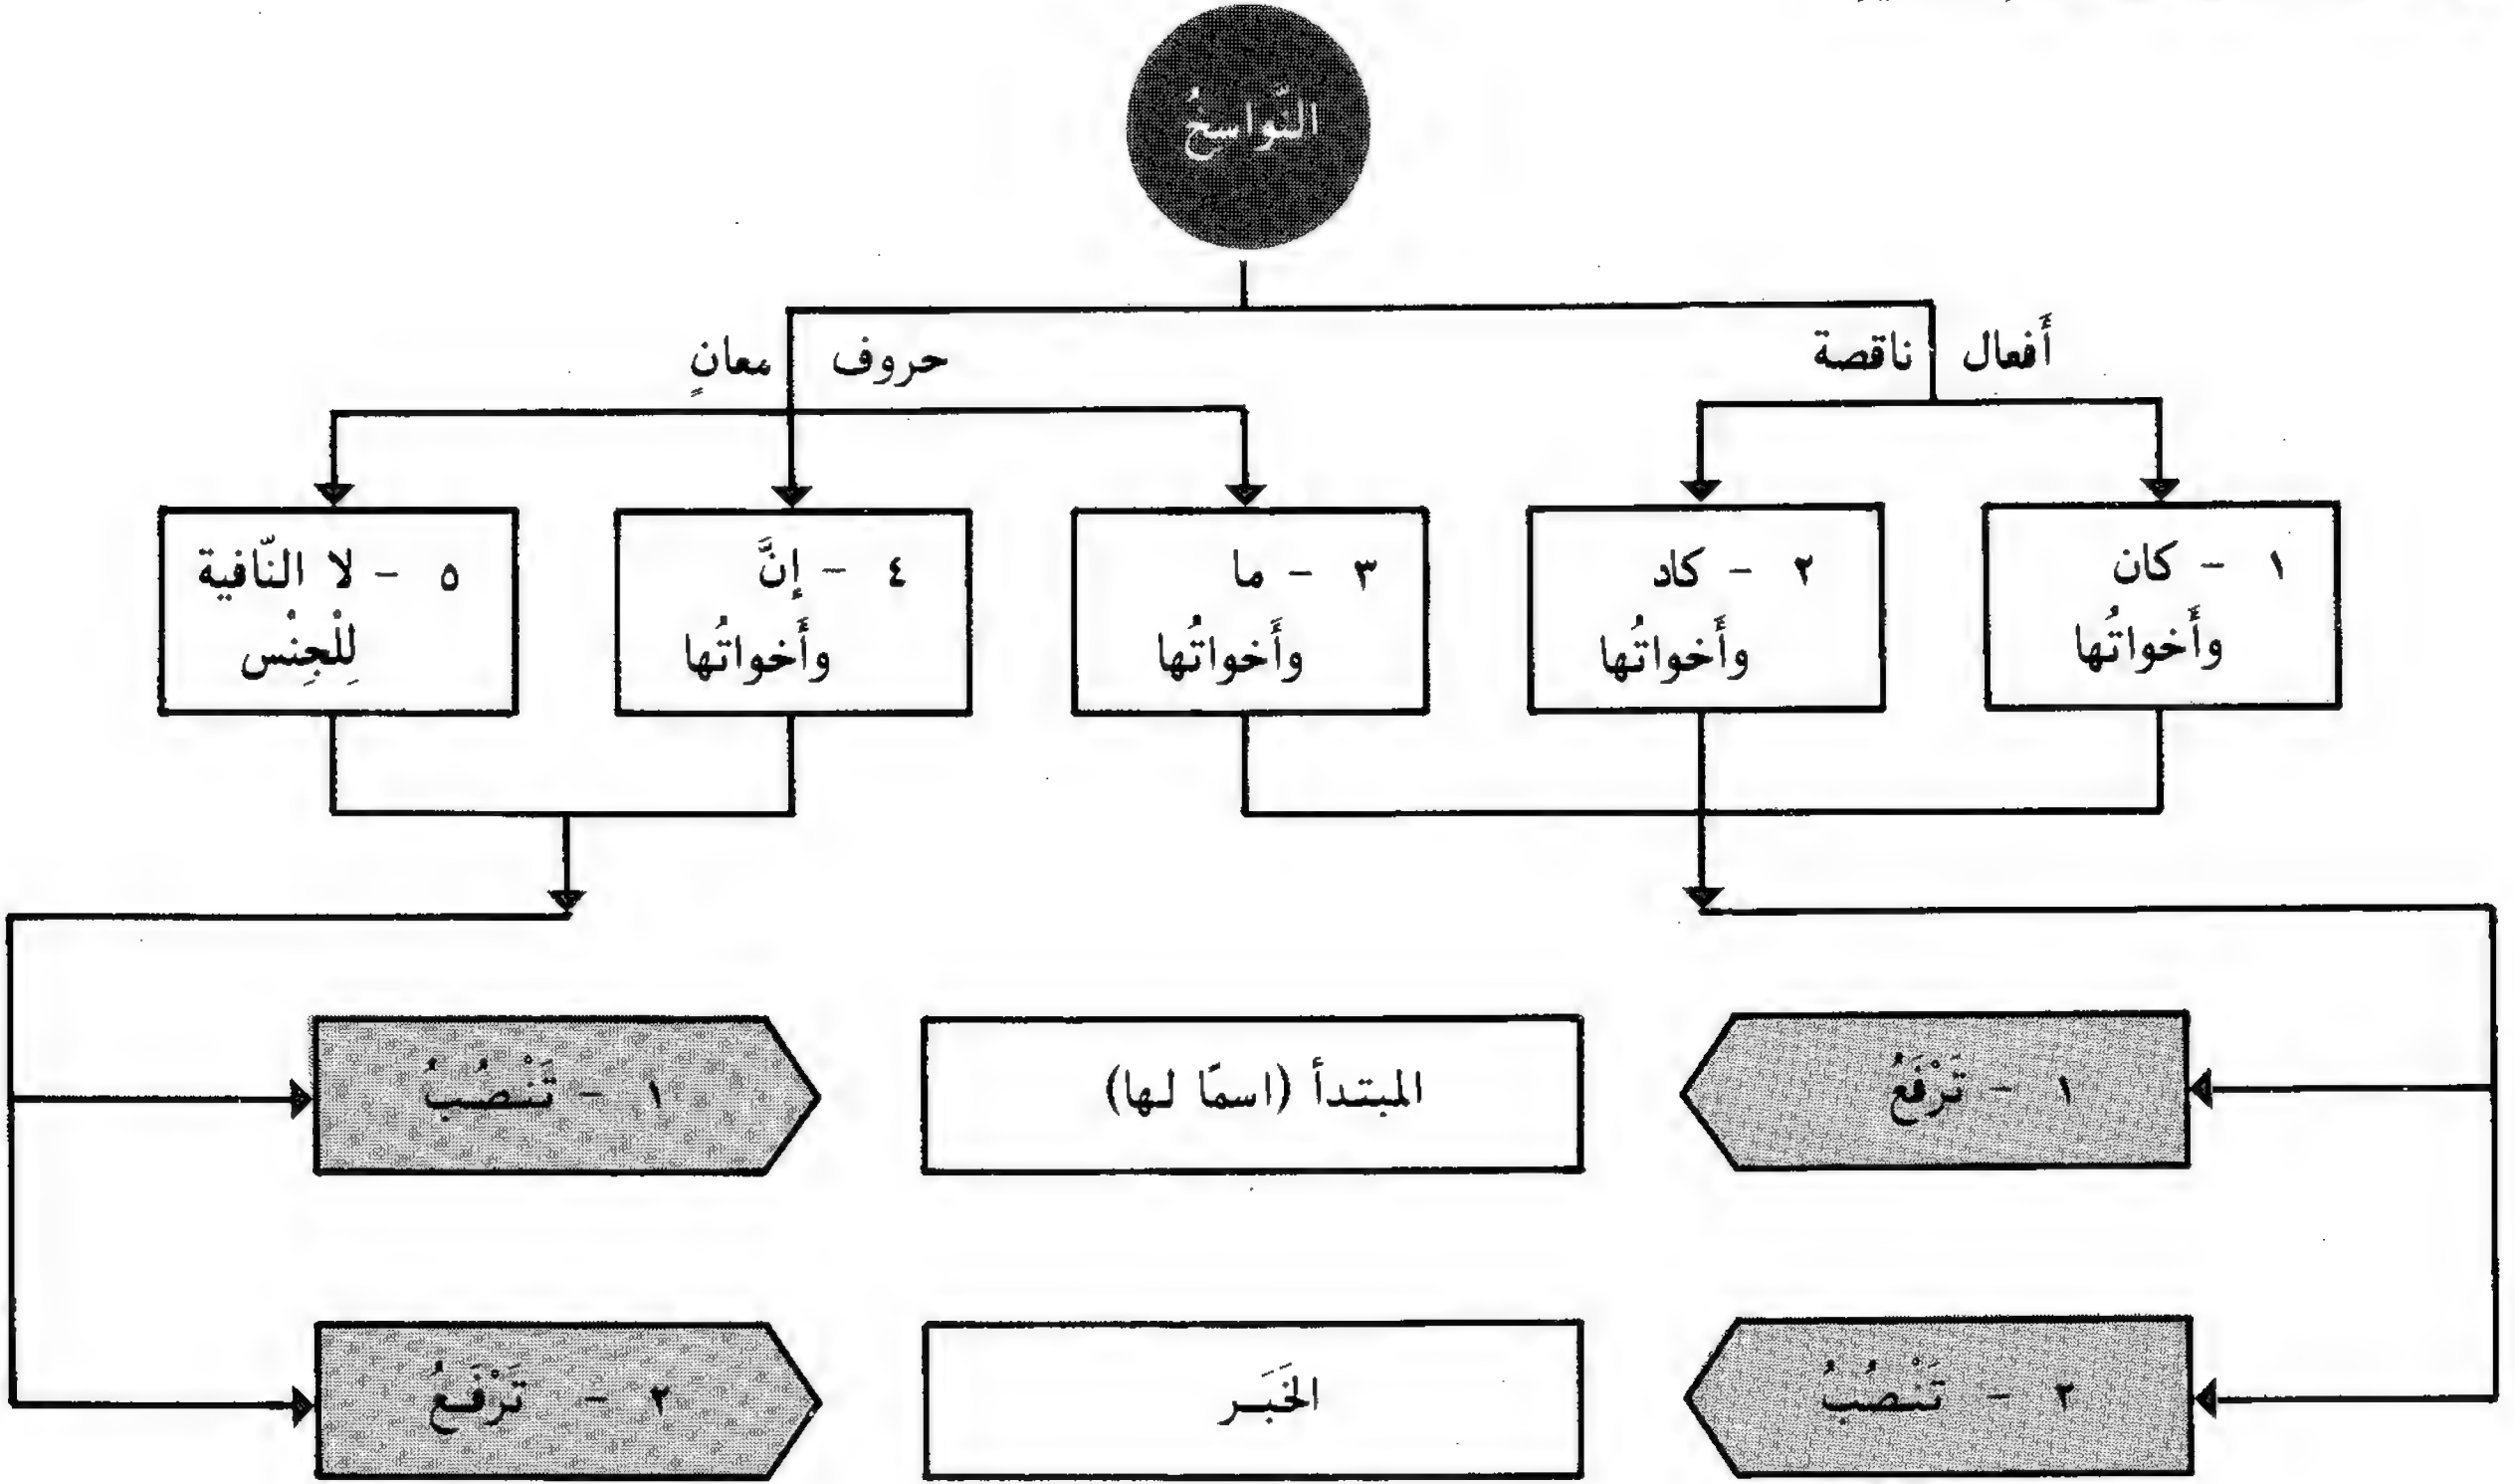 النّواسخُ
أَفعال ناقصة
حروف معانٍ
١ - كان
وأَخواتُها
٢ - كاد
وأَخواتُها
٣ - ما
وأَخواتُها
٤ - إنَّ
وأَخواتُها
٥ - لا النّافية
لِلْجِنْس
١ - تَرْفَعُ
المبتدأ (اسمًا لها)
١ - تَنْصُبُ
٢ - تَنْصُبُ
الخَبَر
٢ - تَرْفَعُ